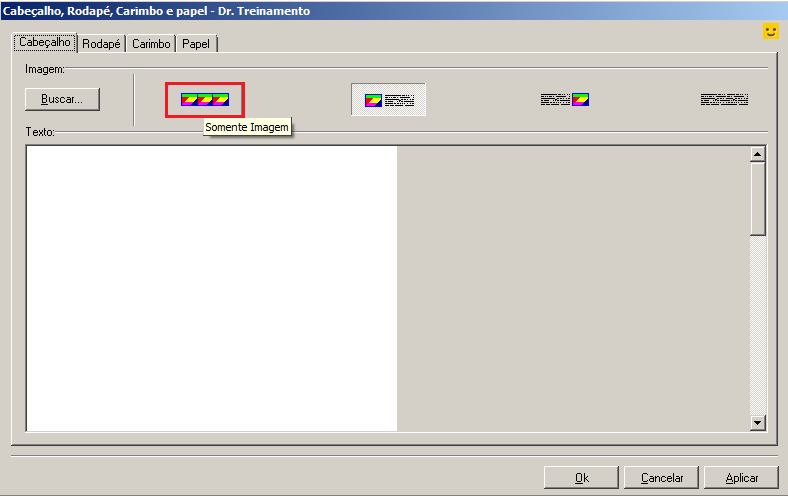 Cabeçalho, Rodapé, Carimbo e papel - Dr. Treinamento
Cabeçalho Rodapé Carimbo Papel
Imagem:
Buscar...
Somente Imagem
Texto:
Ok Cancelar Aplicar